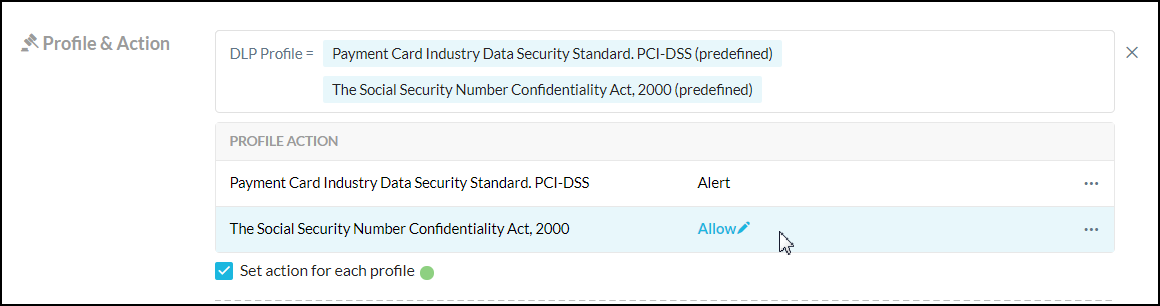 Profile & Action
DLP Profile = Payment Card Industry Data Security Standard. PCI-DSS (predefined)
The Social Security Number Confidentiality Act, 2000 (predefined)
PROFILE ACTION
Payment Card Industry Data Security Standard. PCI-DSS Alert
The Social Security Number Confidentiality Act, 2000 Allow
Set action for each profile